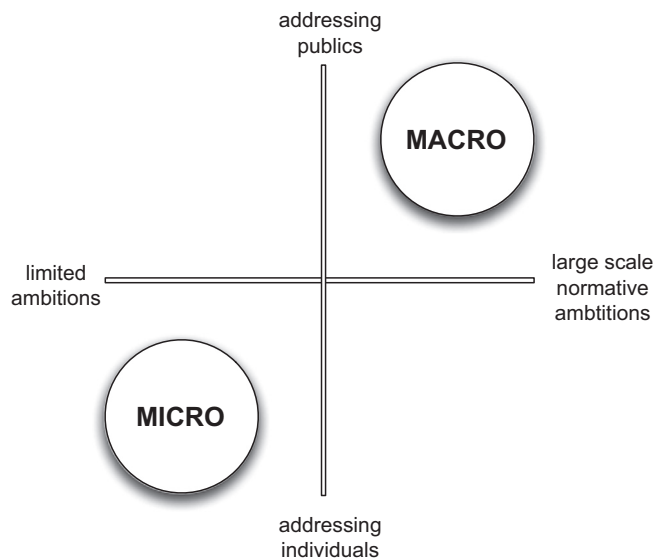 addressing
publics
MACRO
limited
ambitions
large scale
normative
ambtitions
MICRO
addressing
individuals